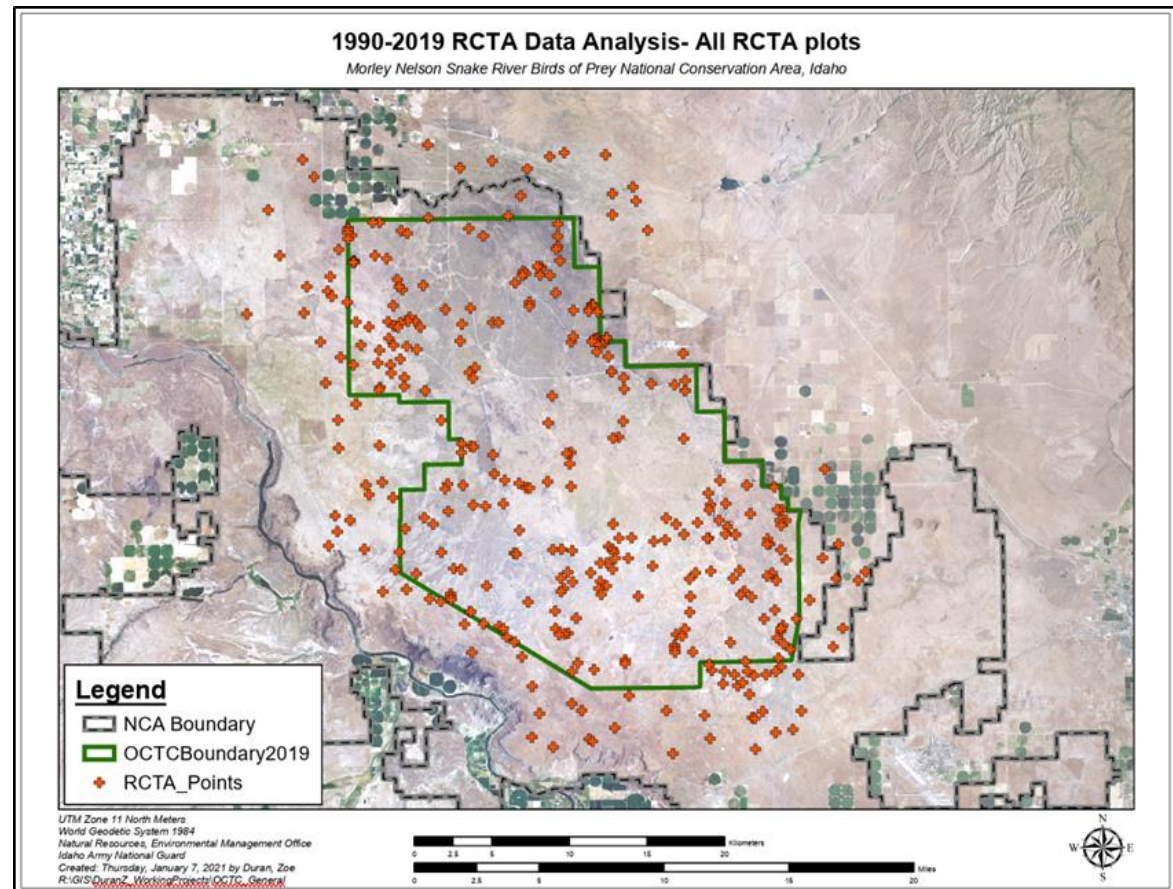 1990-2019 RCTA Data Analysis- All RCTA plots
Morley Nelson Snake River Birds of Prey National Conservation Area, Idaho
Legend
NCA Boundary
OCTCBoundary2019
RCTA_Points
UTM Zone 11 North Meters
World Geodetic System 1984
Natural Resources, Environmental Management Office
Idaho Army National Guard
Created: Thursday, January 7, 2021 by Duran, Zoe
R:\GIS\DuranZ_WorkingProjects\OCTC_General
Kilometers
0 2.5 5 10 15 20
Miles
0 2.5 5 10 15 20
N
W E
S